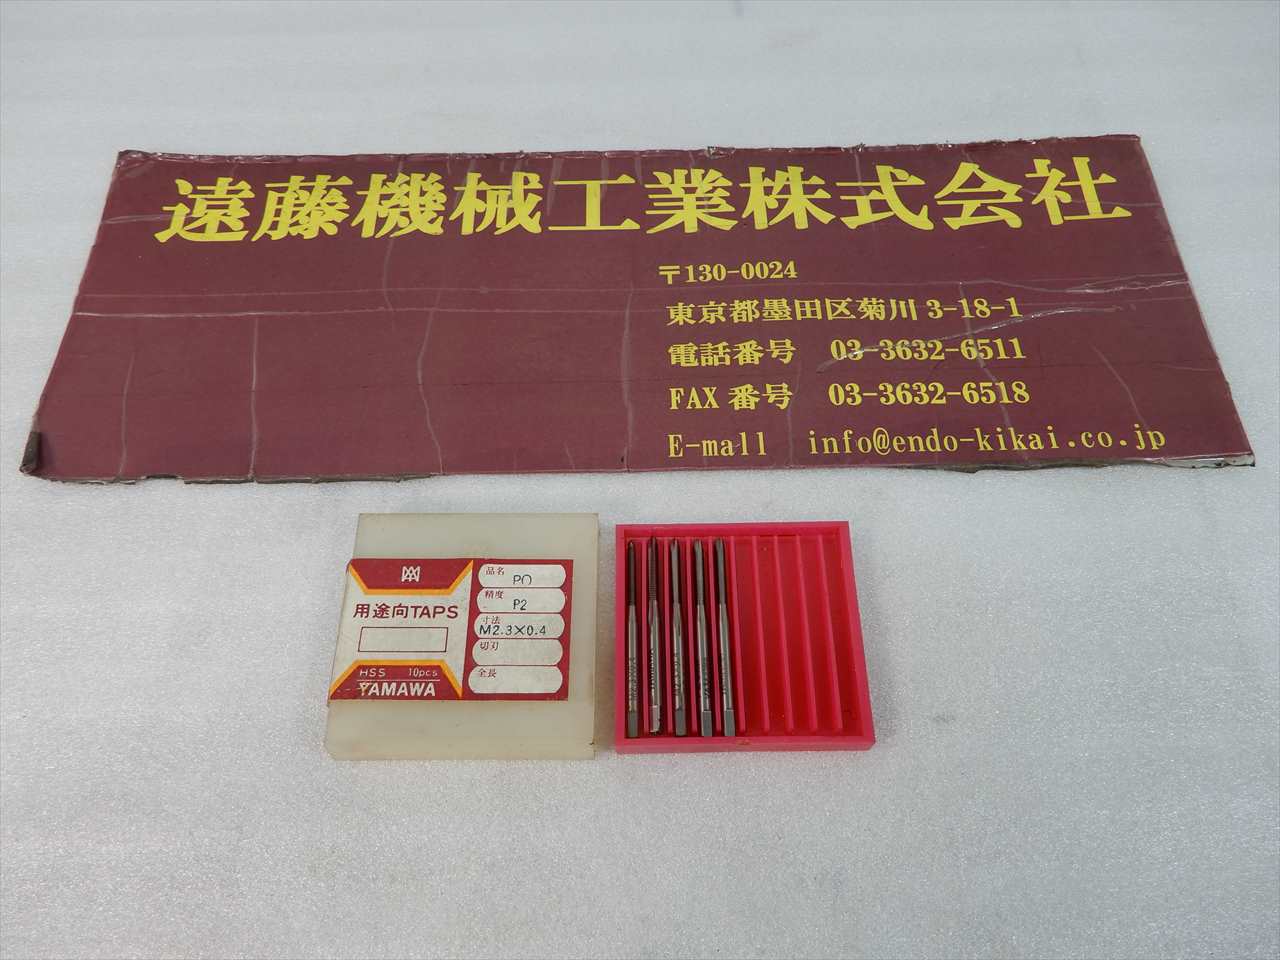 遠藤機械工業株式会社
〒130-0024
東京都墨田区菊川 3-18-1
電話番号 03-3632-6511
FAX 番号 03-3632-6518
E-mall info@endo-kikai.co.jp
用途向TAPS
HSS 10pcs
YAMAWA
品名 PO
精度 P2
寸法 M2.3×0.4
切刃
全長